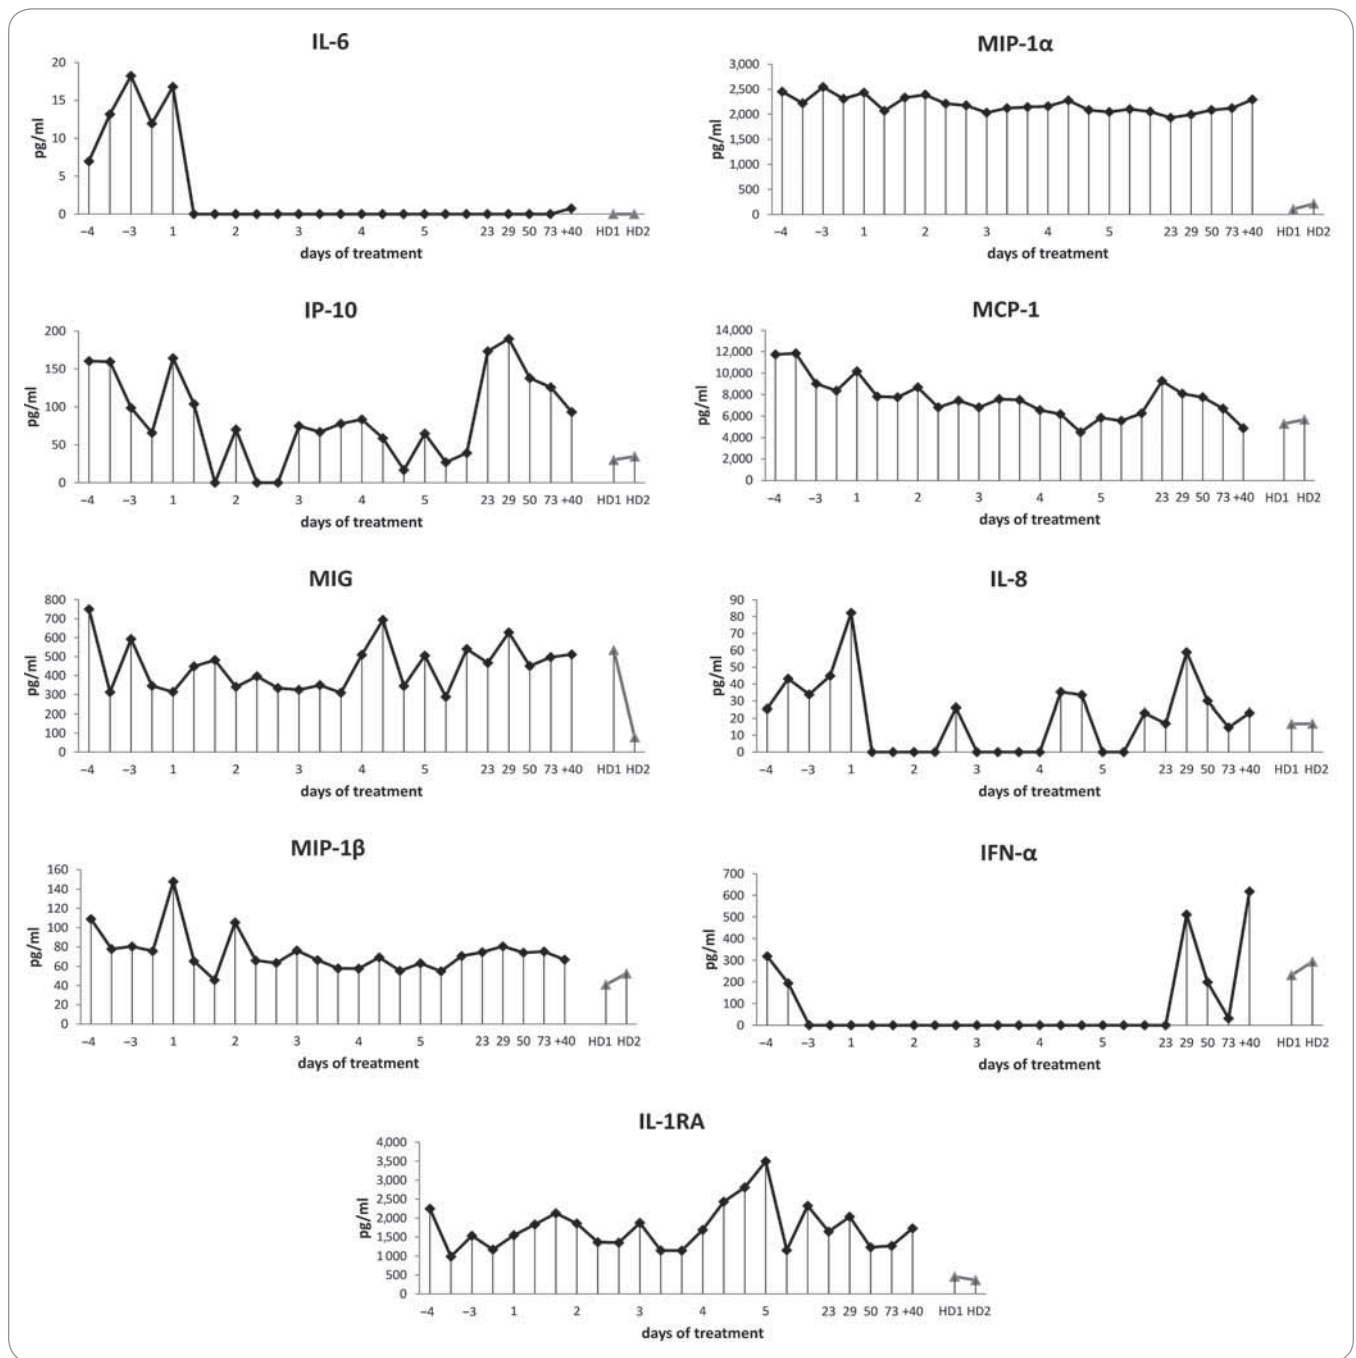 IL-6
20
15
10
5
0
pg/ml
−4 −3 1 2 3 4 5 23 29 50 73 +40 HD1 HD2
days of treatment
MIP-1α
3,000
2,500
2,000
1,500
1,000
500
0
pg/ml
−4 −3 1 2 3 4 5 23 29 50 73 +40 HD1 HD2
days of treatment
IP-10
200
150
100
50
0
pg/ml
−4 −3 1 2 3 4 5 23 29 50 73 +40 HD1 HD2
days of treatment
MCP-1
14,000
12,000
10,000
8,000
6,000
4,000
2,000
0
pg/ml
−4 −3 1 2 3 4 5 23 29 50 73 +40 HD1 HD2
days of treatment
MIG
800
700
600
500
400
300
200
100
0
pg/ml
−4 −3 1 2 3 4 5 23 29 50 73 +40 HD1 HD2
days of treatment
IL-8
90
80
70
60
50
40
30
20
10
0
pg/ml
−4 −3 1 2 3 4 5 23 29 50 73 +40 HD1 HD2
days of treatment
MIP-1β
160
140
120
100
80
60
40
20
0
pg/ml
−4 −3 1 2 3 4 5 23 29 50 73 +40 HD1 HD2
days of treatment
IFN-α
700
600
500
400
300
200
100
0
pg/ml
−4 −3 1 2 3 4 5 23 29 50 73 +40 HD1 HD2
days of treatment
IL-1RA
4,000
3,500
3,000
2,500
2,000
1,500
1 000
500
0
pg/ml
−4 −3 1 2 3 4 5 23 29 50 73 +40 HD1 HD2
days of treatment